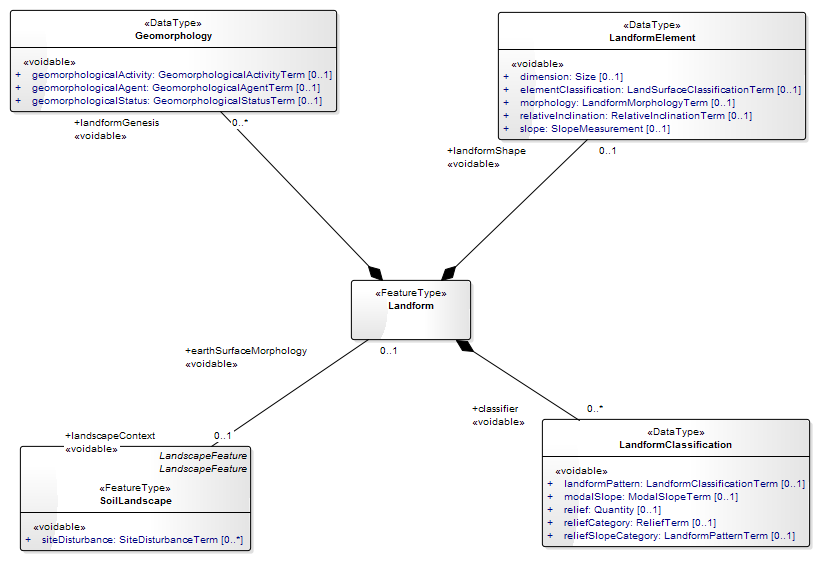 «DataType»
Geomorphology
«voidable»
+ geomorphologicalActivity: GeomorphologicalActivityTerm [0..1]
+ geomorphologicalAgent: GeomorphologicalAgentTerm [0..1]
+ geomorphologicalStatus: GeomorphologicalStatusTerm [0..1]
«DataType»
LandformElement
«voidable»
+ dimension: Size [0..1]
+ elementClassification: LandSurfaceClassificationTerm [0..1]
+ morphology: LandformMorphologyTerm [0..1]
+ relativeInclination: RelativeInclinationTerm [0..1]
+ slope: SlopeMeasurement [0..1]
+landformGenesis
«voidable»
0..*
+landformShape
«voidable»
0..1
«FeatureType»
Landform
+earthSurfaceMorphology
«voidable»
0..1
+landscapeContext
«voidable»
0..1
+classifier
«voidable»
0..*
LandscapeFeature
LandscapeFeature
«FeatureType»
SoilLandscape
«voidable»
+ siteDisturbance: SiteDisturbanceTerm [0..*]
«DataType»
LandformClassification
«voidable»
+ landformPattern: LandformClassificationTerm [0..1]
+ modalSlope: ModalSlopeTerm [0..1]
+ relief: Quantity [0..1]
+ reliefCategory: ReliefTerm [0..1]
+ reliefSlopeCategory: LandformPatternTerm [0..1]